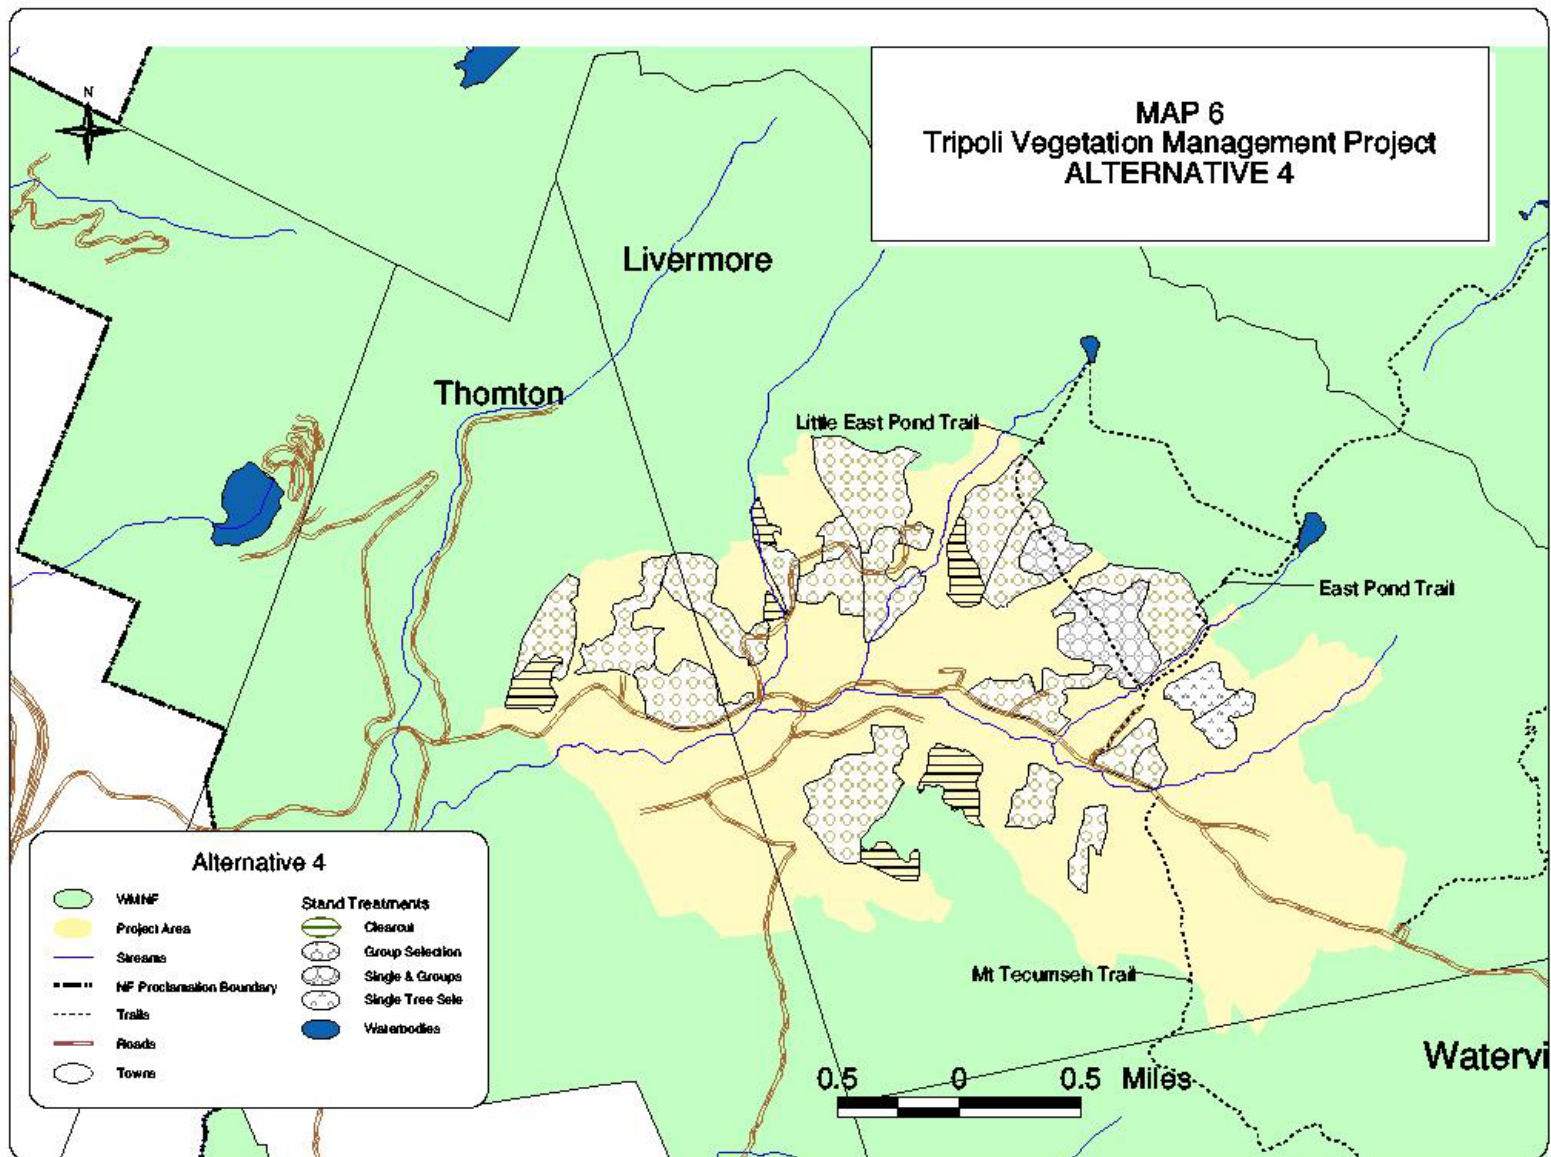 MAP 6
Tripoli Vegetation Management Project
ALTERNATIVE 4
N
Livermore
Thornton
Little East Pond Trail
East Pond Trail
Mt Tecumseh Trail
Watervi
0.5 0 0.5 Miles
Alternative 4
WMNF
Project Area
Streams
NF Proclamation Boundary
Trails
Roads
Towns
Stand Treatments
Clearcut
Group Selection
Single & Groups
Single Tree Sele
Waterbodies